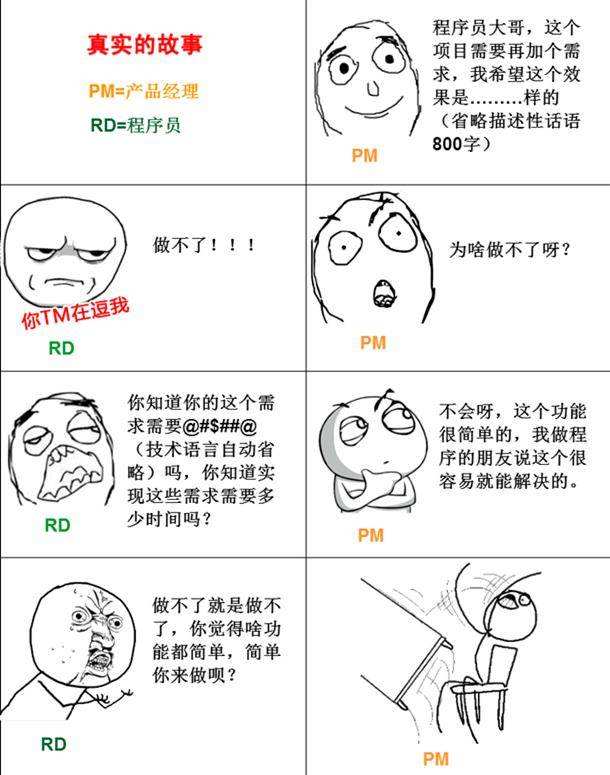 真实的故事
PM=产品经理
RD=程序员
程序员大哥，这个
项目需要再加个需
求，我希望这个效
果是………样的
（省略描述性话语
800字）
PM
做不了！！！
你TM在逗我
RD
为啥做不了呀？
PM
你知道你的这个需
求需要@#$##@
（技术语言自动省
略）吗，你知道实
现这些需求需要多
少时间吗？
RD
不会呀，这个功能
很简单的，我做程
序的朋友说这个很
容易就能解决的。
PM
做不了就是做不
了，你觉得啥功
能都简单，简单
你来做呗？
RD
PM